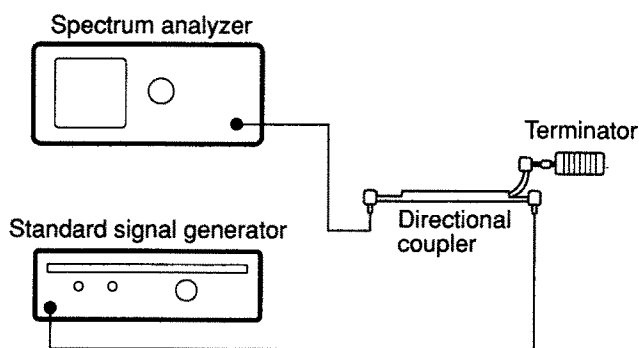 Spectrum analyzer
Terminator
Directional
coupler
Standard signal generator